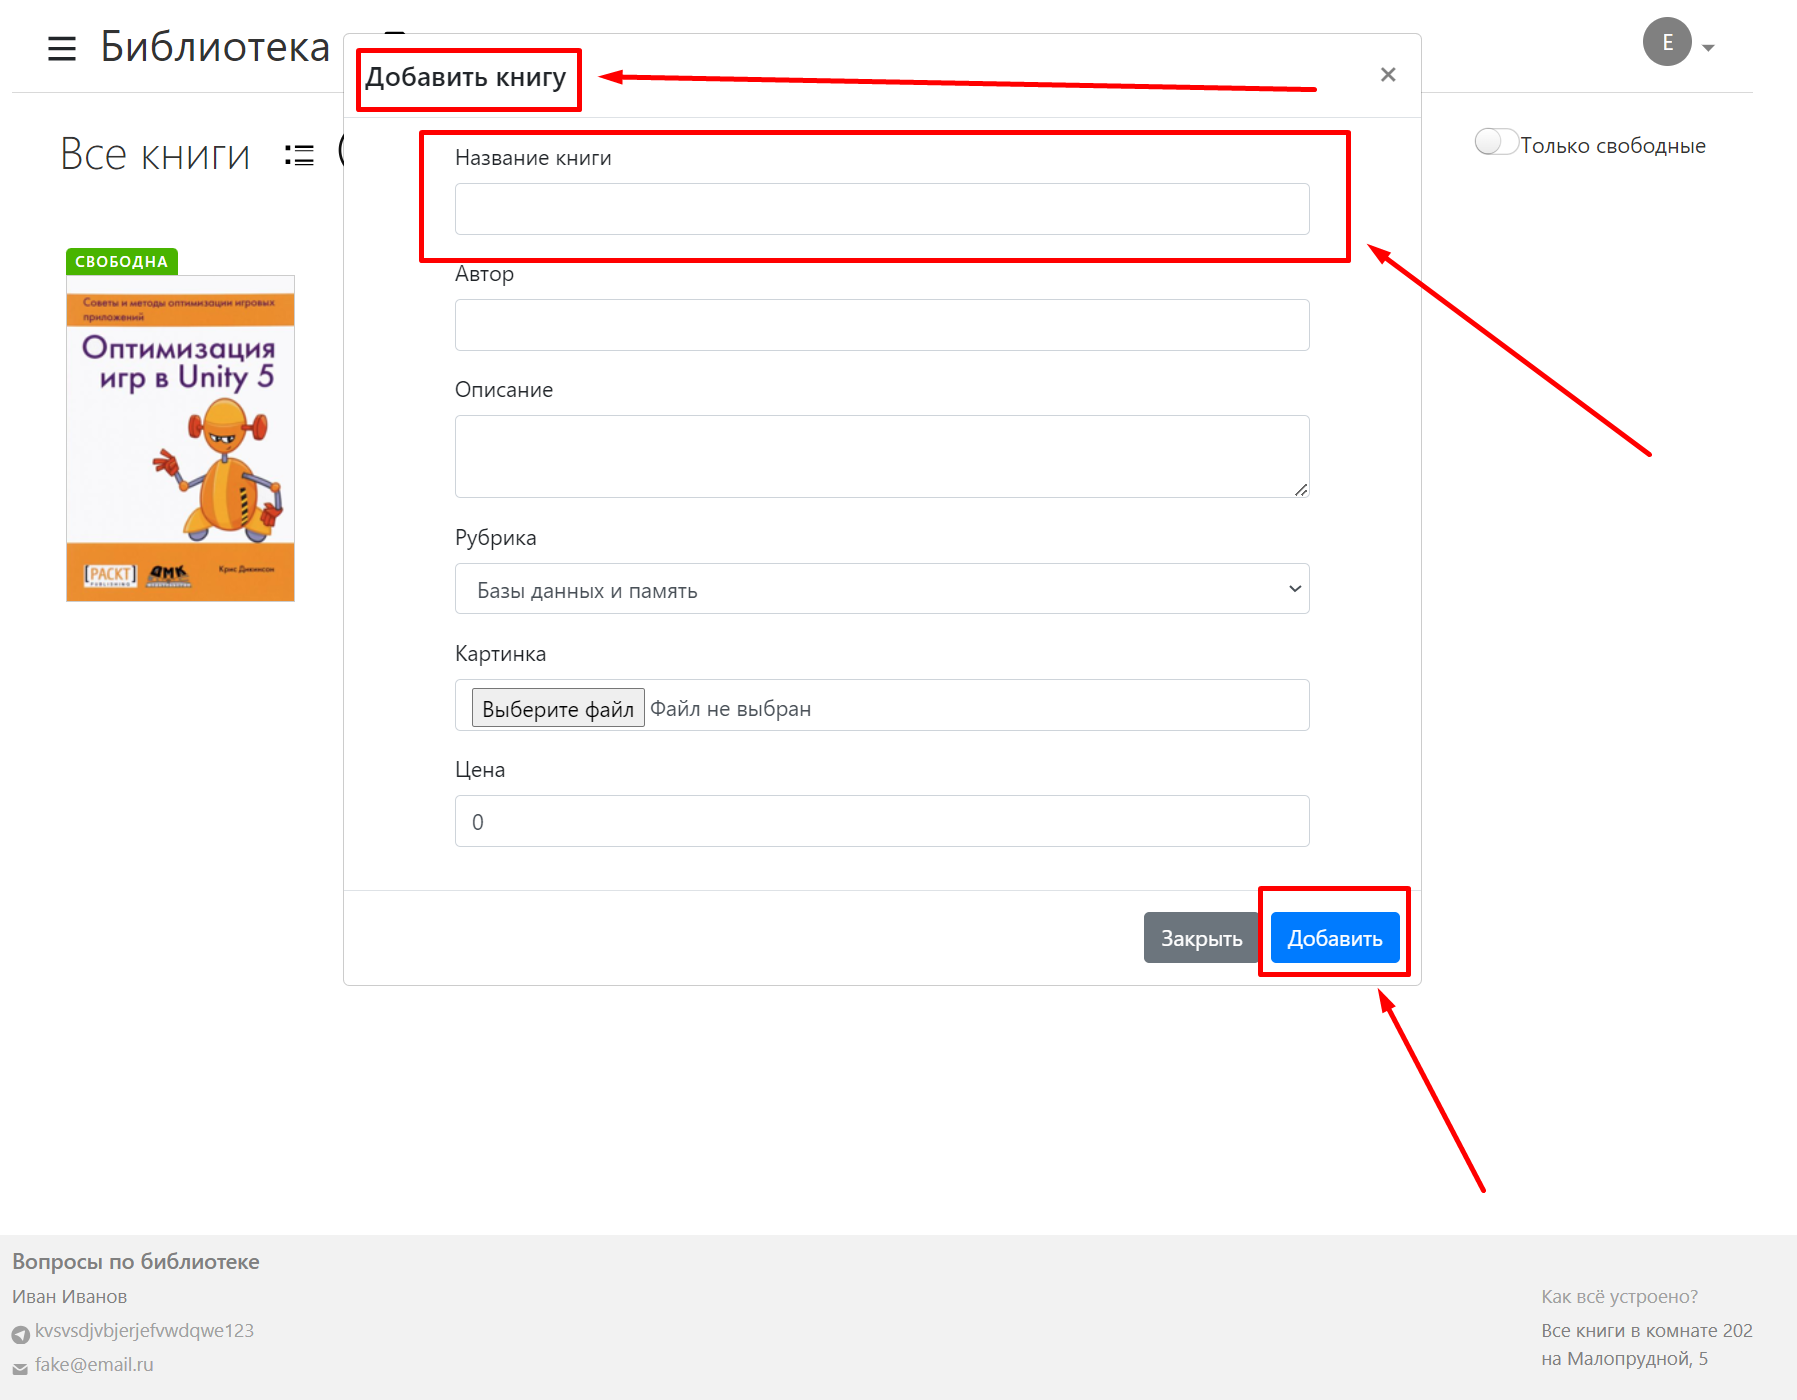 Библиотека
E
Добавить книгу
×
Все книги
Только свободные
Название книги
СВОБОДНА
Советы и методы оптимизации игровых
приложений
Оптимизация
игр в Unity 5
PACKT
PUBLISHING
ДМК
Крис Дикинсон
Автор
Описание
Рубрика
Базы данных и память
Картинка
Выберите файл Файл не выбран
Цена
0
Закрыть
Добавить
Вопросы по библиотеке
Иван Иванов
kvsvsdjvbjerjefvwdqwe123
fake@email.ru
Как всё устроено?
Все книги в комнате 202
на Малопрудной, 5